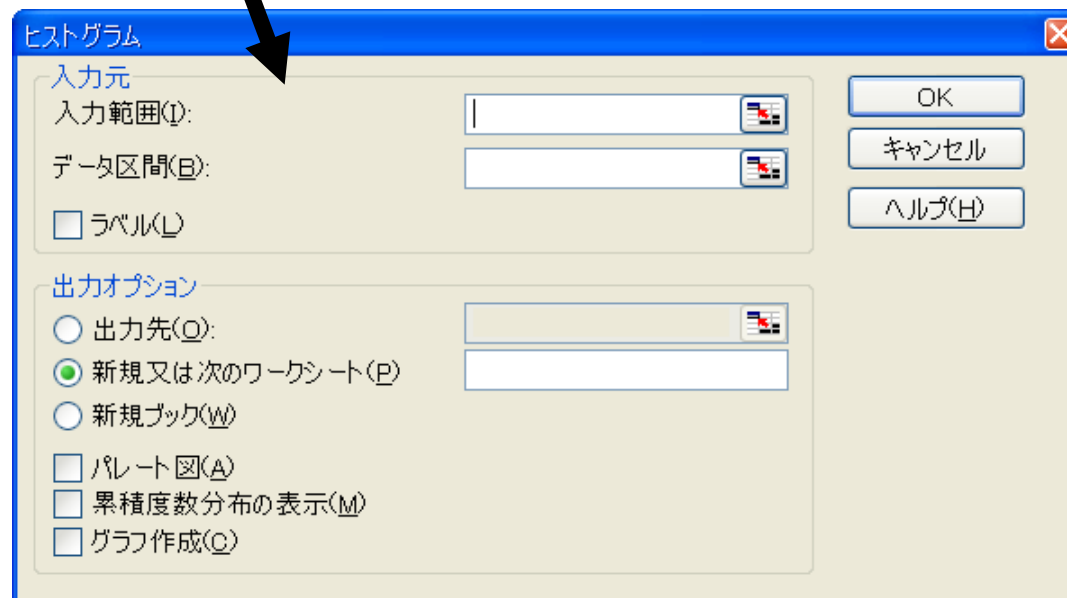 ヒストグラム
入力元
入力範囲(I):
データ区間(B):
ラベル(L)
OK
キャンセル
ヘルプ(H)
出力オプション
出力先(O):
新規又は次のワークシート(P)
新規ブック(W)
パレート図(A)
累積度数分布の表示(M)
グラフ作成(C)